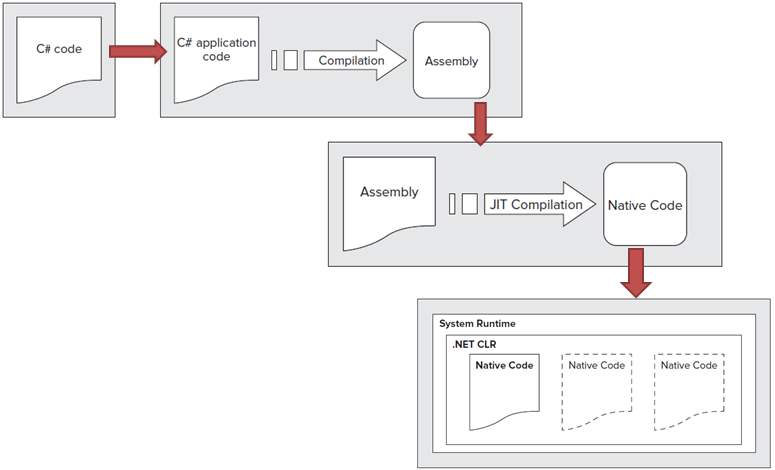 C# code
C# application
code
Compilation
Assembly
Assembly
JIT Compilation
Native Code
System Runtime
.NET CLR
Native Code
Native Code
Native Code